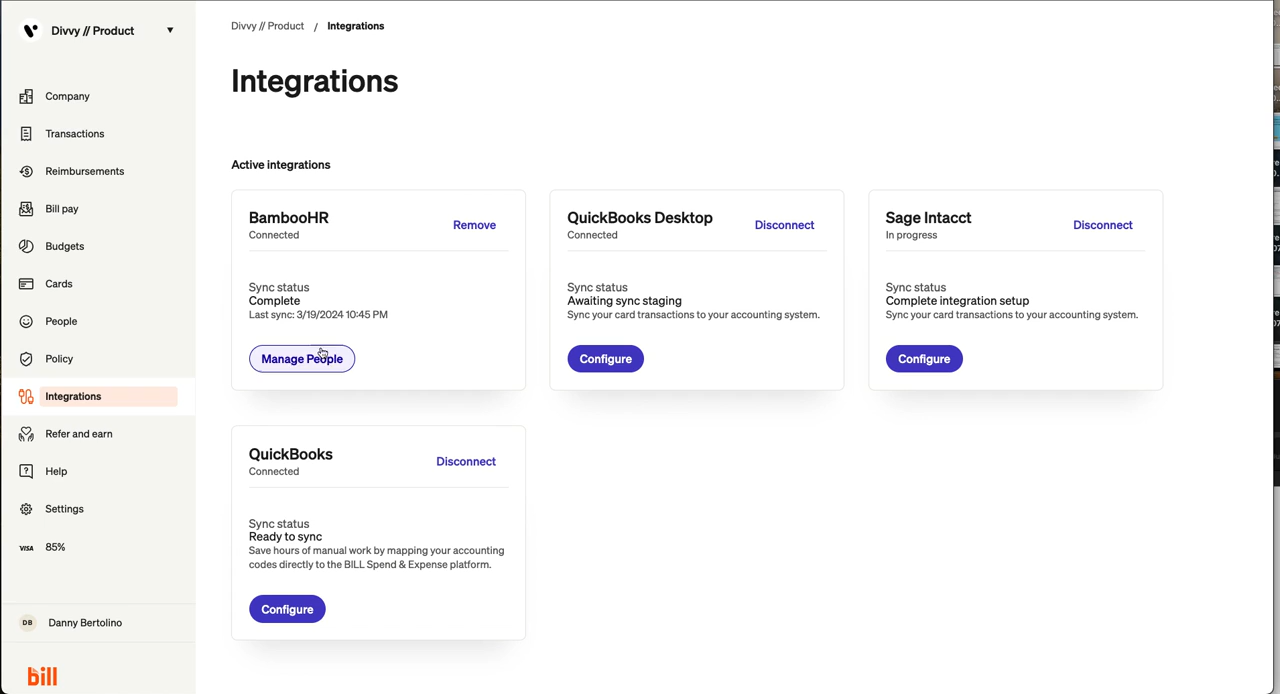 Divvy // Product
Company
Transactions
Reimbursements
Bill pay
Budgets
Cards
People
Policy
Integrations
Refer and earn
Help
Settings
VISA 85%
DB Danny Bertolino
bill
Divvy // Product / Integrations
Integrations
Active integrations
BambooHR
Connected
Remove
Sync status
Complete
Last sync: 3/19/2024 10:45 PM
Manage People
QuickBooks Desktop
Connected
Disconnect
Sync status
Awaiting sync staging
Sync your card transactions to your accounting system.
Configure
Sage Intacct
In progress
Disconnect
Sync status
Complete integration setup
Sync your card transactions to your accounting system.
Configure
QuickBooks
Connected
Disconnect
Sync status
Ready to sync
Save hours of manual work by mapping your accounting
codes directly to the BILL Spend & Expense platform.
Configure